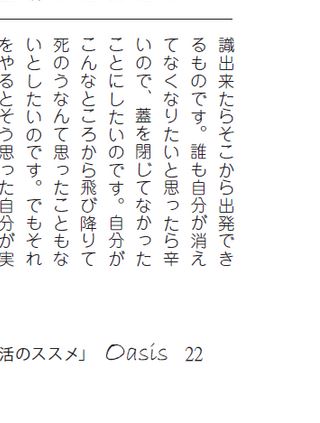 識出来たらそこから出発でき
るものです。誰も自分が消え
てなくなりたいと思ったら辛
いので、蓋を閉じてなかった
ことにしたいのです。自分が
こんなところから飛び降りて
死のうなんて思ったこともな
いとしたいのです。でもそれ
をやるとそう思った自分が実
活のススメ」 Oasis 22